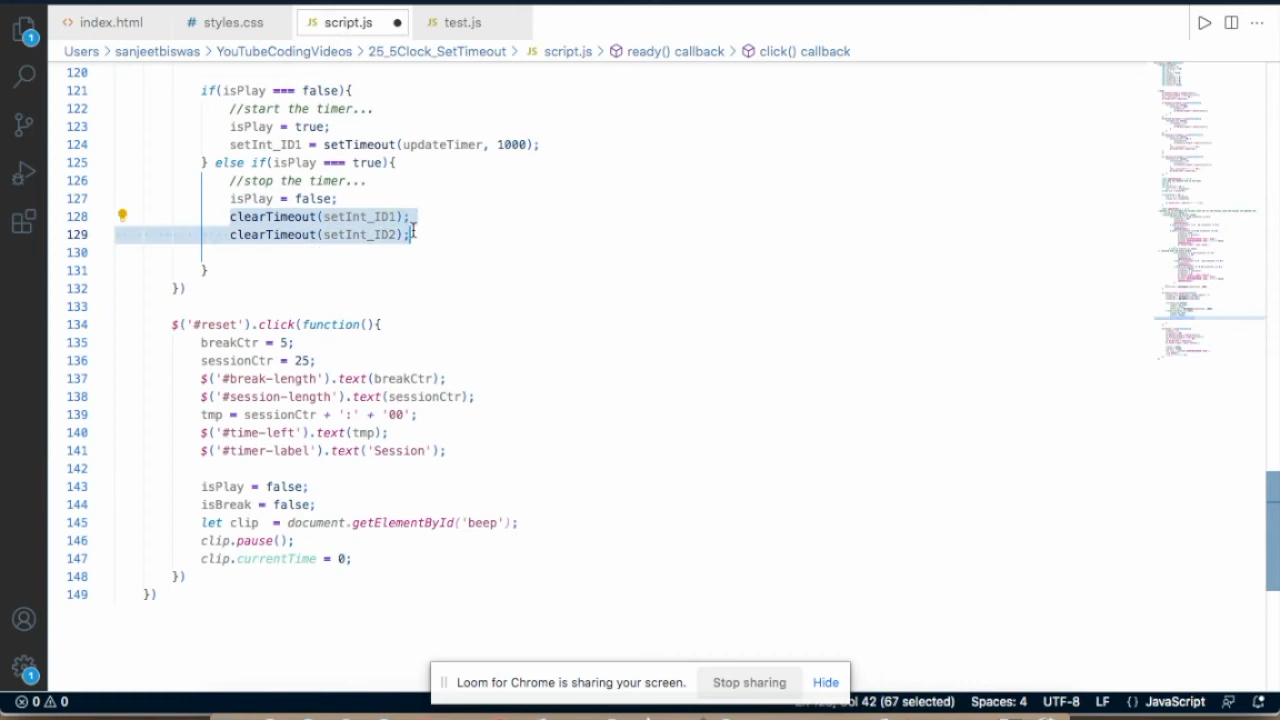 index.html # styles.css JS script.js JS test.js
Users > sanjeetbiswas > YouTubeCodingVideos > 25_5Clock_SetTimeout > JS script.js > ready() callback > click() callback
120
121 if(isPlay === false){
122 //start the timer...
123 isPlay = true;
124 setInt_ID1 = setTimeout(updateTimer, 1000);
125 } else if(isPlay === true){
126 //stop the timer...
127 isPlay = false;
128 clearTimeout(setInt_ID1);
129 clearTimeout(setInt_ID2);
130
131 }
132 })
133
134 $('#reset').click(function(){
135 breakCtr = 5;
136 sessionCtr = 25;
137 $('#break-length').text(breakCtr);
138 $('#session-length').text(sessionCtr);
139 tmp = sessionCtr + ':' + '00';
140 $('#time-left').text(tmp);
141 $('#timer-label').text('Session');
142
143 isPlay = false;
144 isBreak = false;
145 let clip = document.getElementById('beep');
146 clip.pause();
147 clip.currentTime = 0;
148 })
149 })
1
1
Loom for Chrome is sharing your screen. Stop sharing Hide
0 0 Col 42 (67 selected) Spaces: 4 UTF-8 LF {} JavaScript